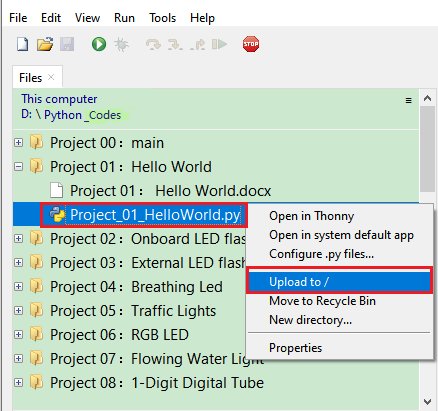 File Edit View Run Tools Help
STOP
Files ×
This computer
D: \ Python _Codes
Project 00：main
Project 01：Hello World
Project 01： Hello World.docx
Project_01_HelloWorld.py
Open in Thonny
Open in system default app
Configure .py files...
Upload to /
Move to Recycle Bin
New directory...
Properties
Project 02：Onboard LED flas
Project 03：External LED flash
Project 04：Breathing Led
Project 05：Traffic Lights
Project 06：RGB LED
Project 07：Flowing Water Light
Project 08：1-Digit Digital Tube